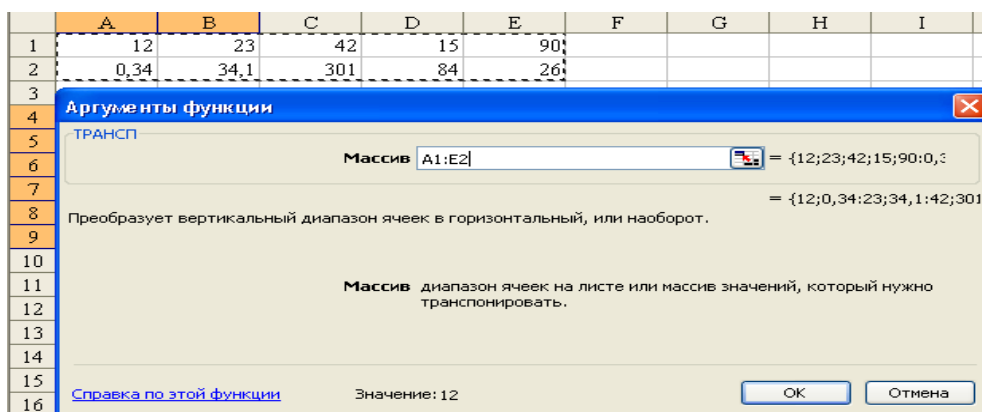 A B C D E F G H I
1 12 23 42 15 90
2 0,34 34,1 301 84 26
3
4 Аргументы функции
5 ТРАНСП
6 Массив A1:E2 = {12;23;42;15;90:0,3
7 = {12;0,34:23;34,1:42;301
8 Преобразует вертикальный диапазон ячеек в горизонтальный, или наоборот.
9
10
11 Массив диапазон ячеек на листе или массив значений, который нужно
12 транспонировать.
13
14
15 Справка по этой функции Значение: 12 ОК Отмена
16